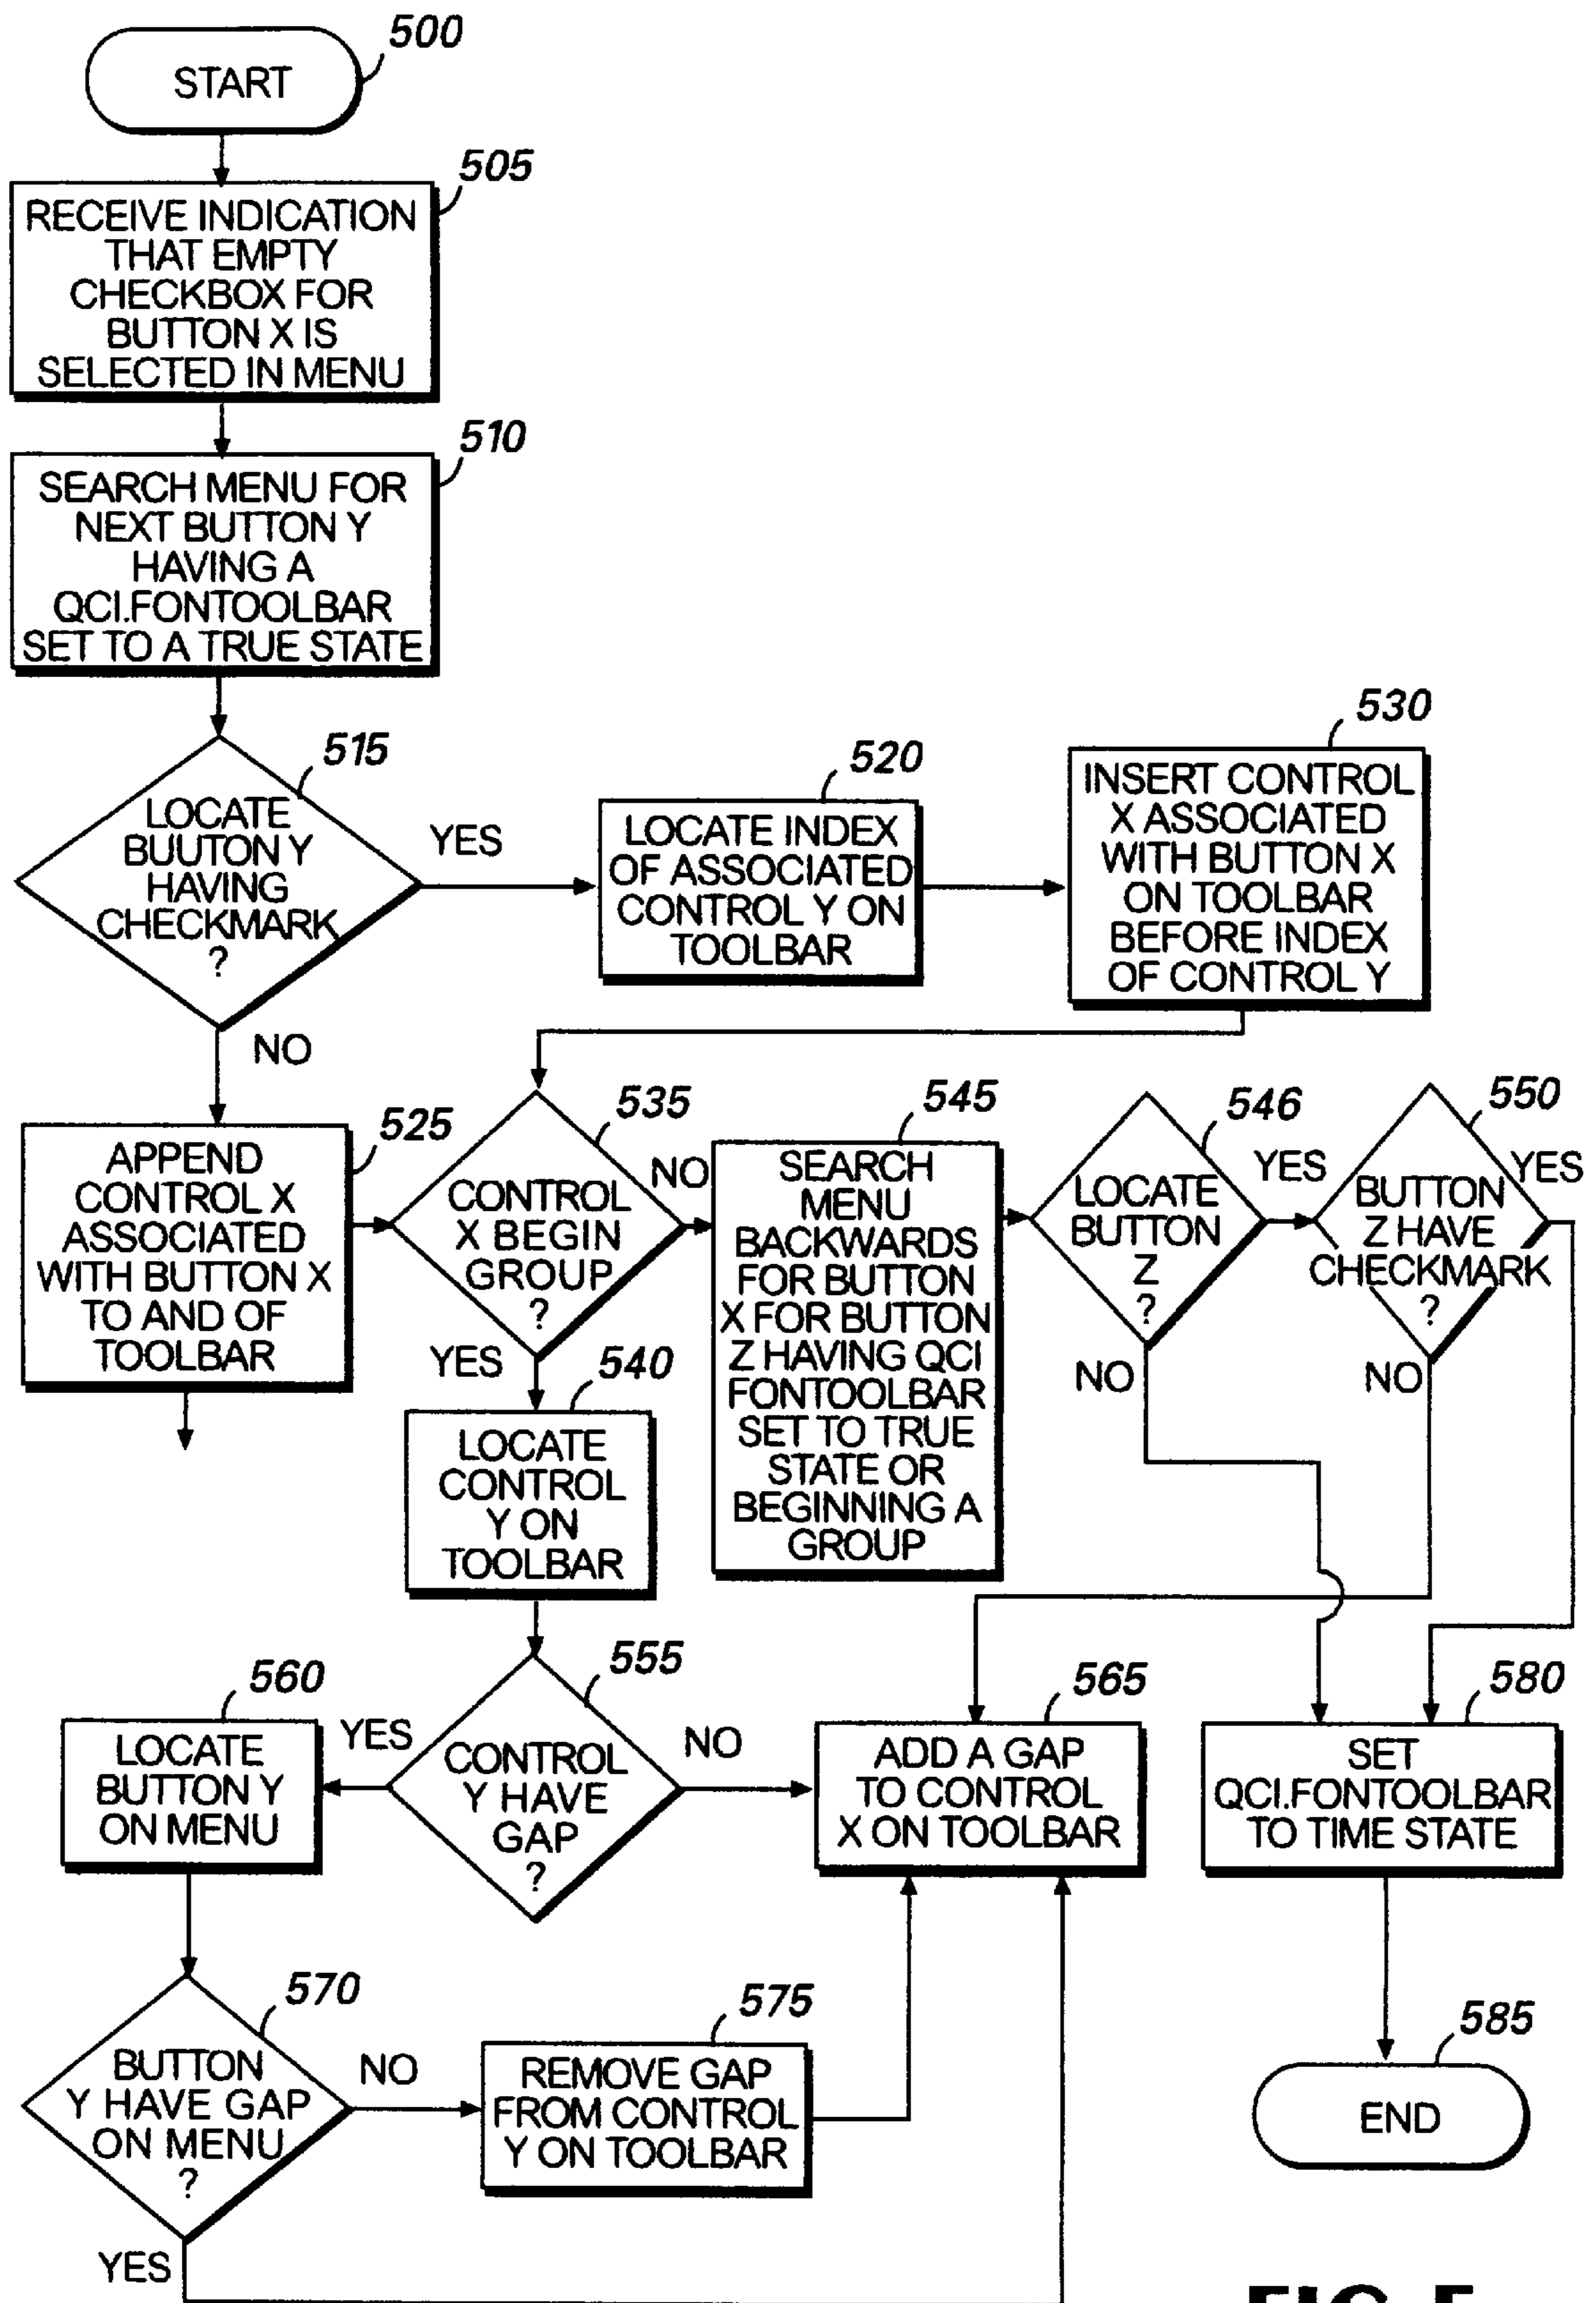 500
START
505
RECEIVE INDICATION
THAT EMPTY
CHECKBOX FOR
BUTTON X IS
SELECTED IN MENU
510
SEARCH MENU FOR
NEXT BUTTON Y
HAVING A
QCI.FONTOOLBAR
SET TO A TRUE STATE
515
LOCATE
BUUTON Y
HAVING
CHECKMARK
?
YES
NO
520
LOCATE INDEX
OF ASSOCIATED
CONTROL Y ON
TOOLBAR
530
INSERT CONTROL
X ASSOCIATED
WITH BUTTON X
ON TOOLBAR
BEFORE INDEX
OF CONTROL Y
525
APPEND
CONTROL X
ASSOCIATED
WITH BUTTON X
TO AND OF
TOOLBAR
535
CONTROL
X BEGIN
GROUP
?
NO
YES
545
SEARCH
MENU
BACKWARDS
FOR BUTTON
X FOR BUTTON
Z HAVING QCI
FONTOOLBAR
SET TO TRUE
STATE OR
BEGINNING A
GROUP
546
LOCATE
BUTTON
Z
?
YES
NO
550
BUTTON
Z HAVE
CHECKMARK
?
YES
NO
540
LOCATE
CONTROL
Y ON
TOOLBAR
555
CONTROL
Y HAVE
GAP
?
YES
NO
560
LOCATE
BUTTON Y
ON MENU
565
ADD A GAP
TO CONTROL
X ON TOOLBAR
580
SET
QCI.FONTOOLBAR
TO TIME STATE
570
BUTTON
Y HAVE GAP
ON MENU
?
NO
YES
575
REMOVE GAP
FROM CONTROL
Y ON TOOLBAR
585
END